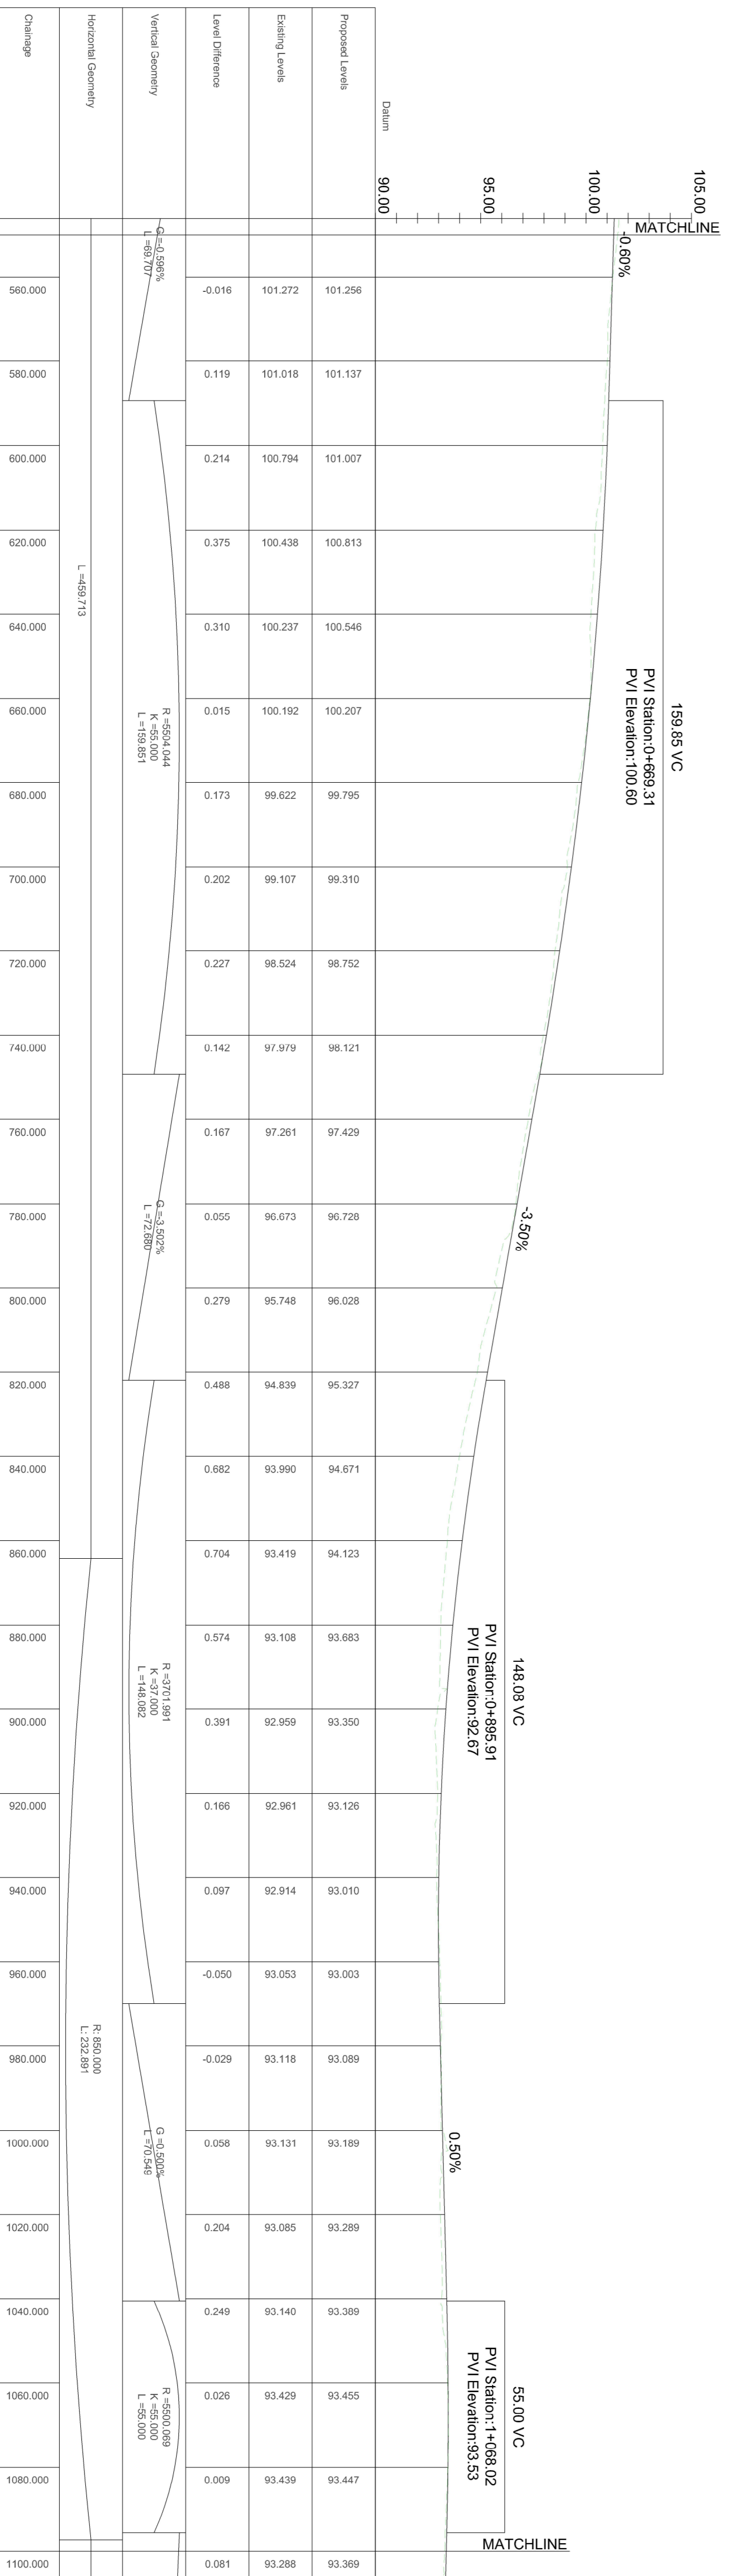 105.00
100.00
95.00
90.00
Datum
MATCHLINE
-0.60%
159.85 VC
PVI Station:0+669.31
PVI Elevation:100.60
-3.50%
148.08 VC
PVI Station:0+895.91
PVI Elevation:92.67
0.50%
55.00 VC
PVI Station:1+068.02
PVI Elevation:93.53
MATCHLINE
Proposed Levels 101.256 101.137 101.007 100.813 100.546 100.207 99.795 99.310 98.752 98.121 97.429 96.728 96.028 95.327 94.671 94.123 93.683 93.350 93.126 93.010 93.003 93.089 93.189 93.289 93.389 93.455 93.447 93.369
Existing Levels 101.272 101.018 100.794 100.438 100.237 100.192 99.622 99.107 98.524 97.979 97.261 96.673 95.748 94.839 93.990 93.419 93.108 92.959 92.961 92.914 93.053 93.118 93.131 93.085 93.140 93.429 93.439 93.288
Level Difference -0.016 0.119 0.214 0.375 0.310 0.015 0.173 0.202 0.227 0.142 0.167 0.055 0.279 0.488 0.682 0.704 0.574 0.391 0.166 0.097 -0.050 -0.029 0.058 0.204 0.249 0.026 0.009 0.081
Vertical Geometry
G =-0.596%
L =69.707
R =5504.044
K =55.000
L =159.851
G =-3.502%
L =72.680
R =3701.991
K =37.000
L =148.082
G =0.500%
L =70.549
R =5500.069
K =55.000
L =55.000
Horizontal Geometry
L =459.713
R: 850.000
L: 232.891
Chainage 560.000 580.000 600.000 620.000 640.000 660.000 680.000 700.000 720.000 740.000 760.000 780.000 800.000 820.000 840.000 860.000 880.000 900.000 920.000 940.000 960.000 980.000 1000.000 1020.000 1040.000 1060.000 1080.000 1100.000